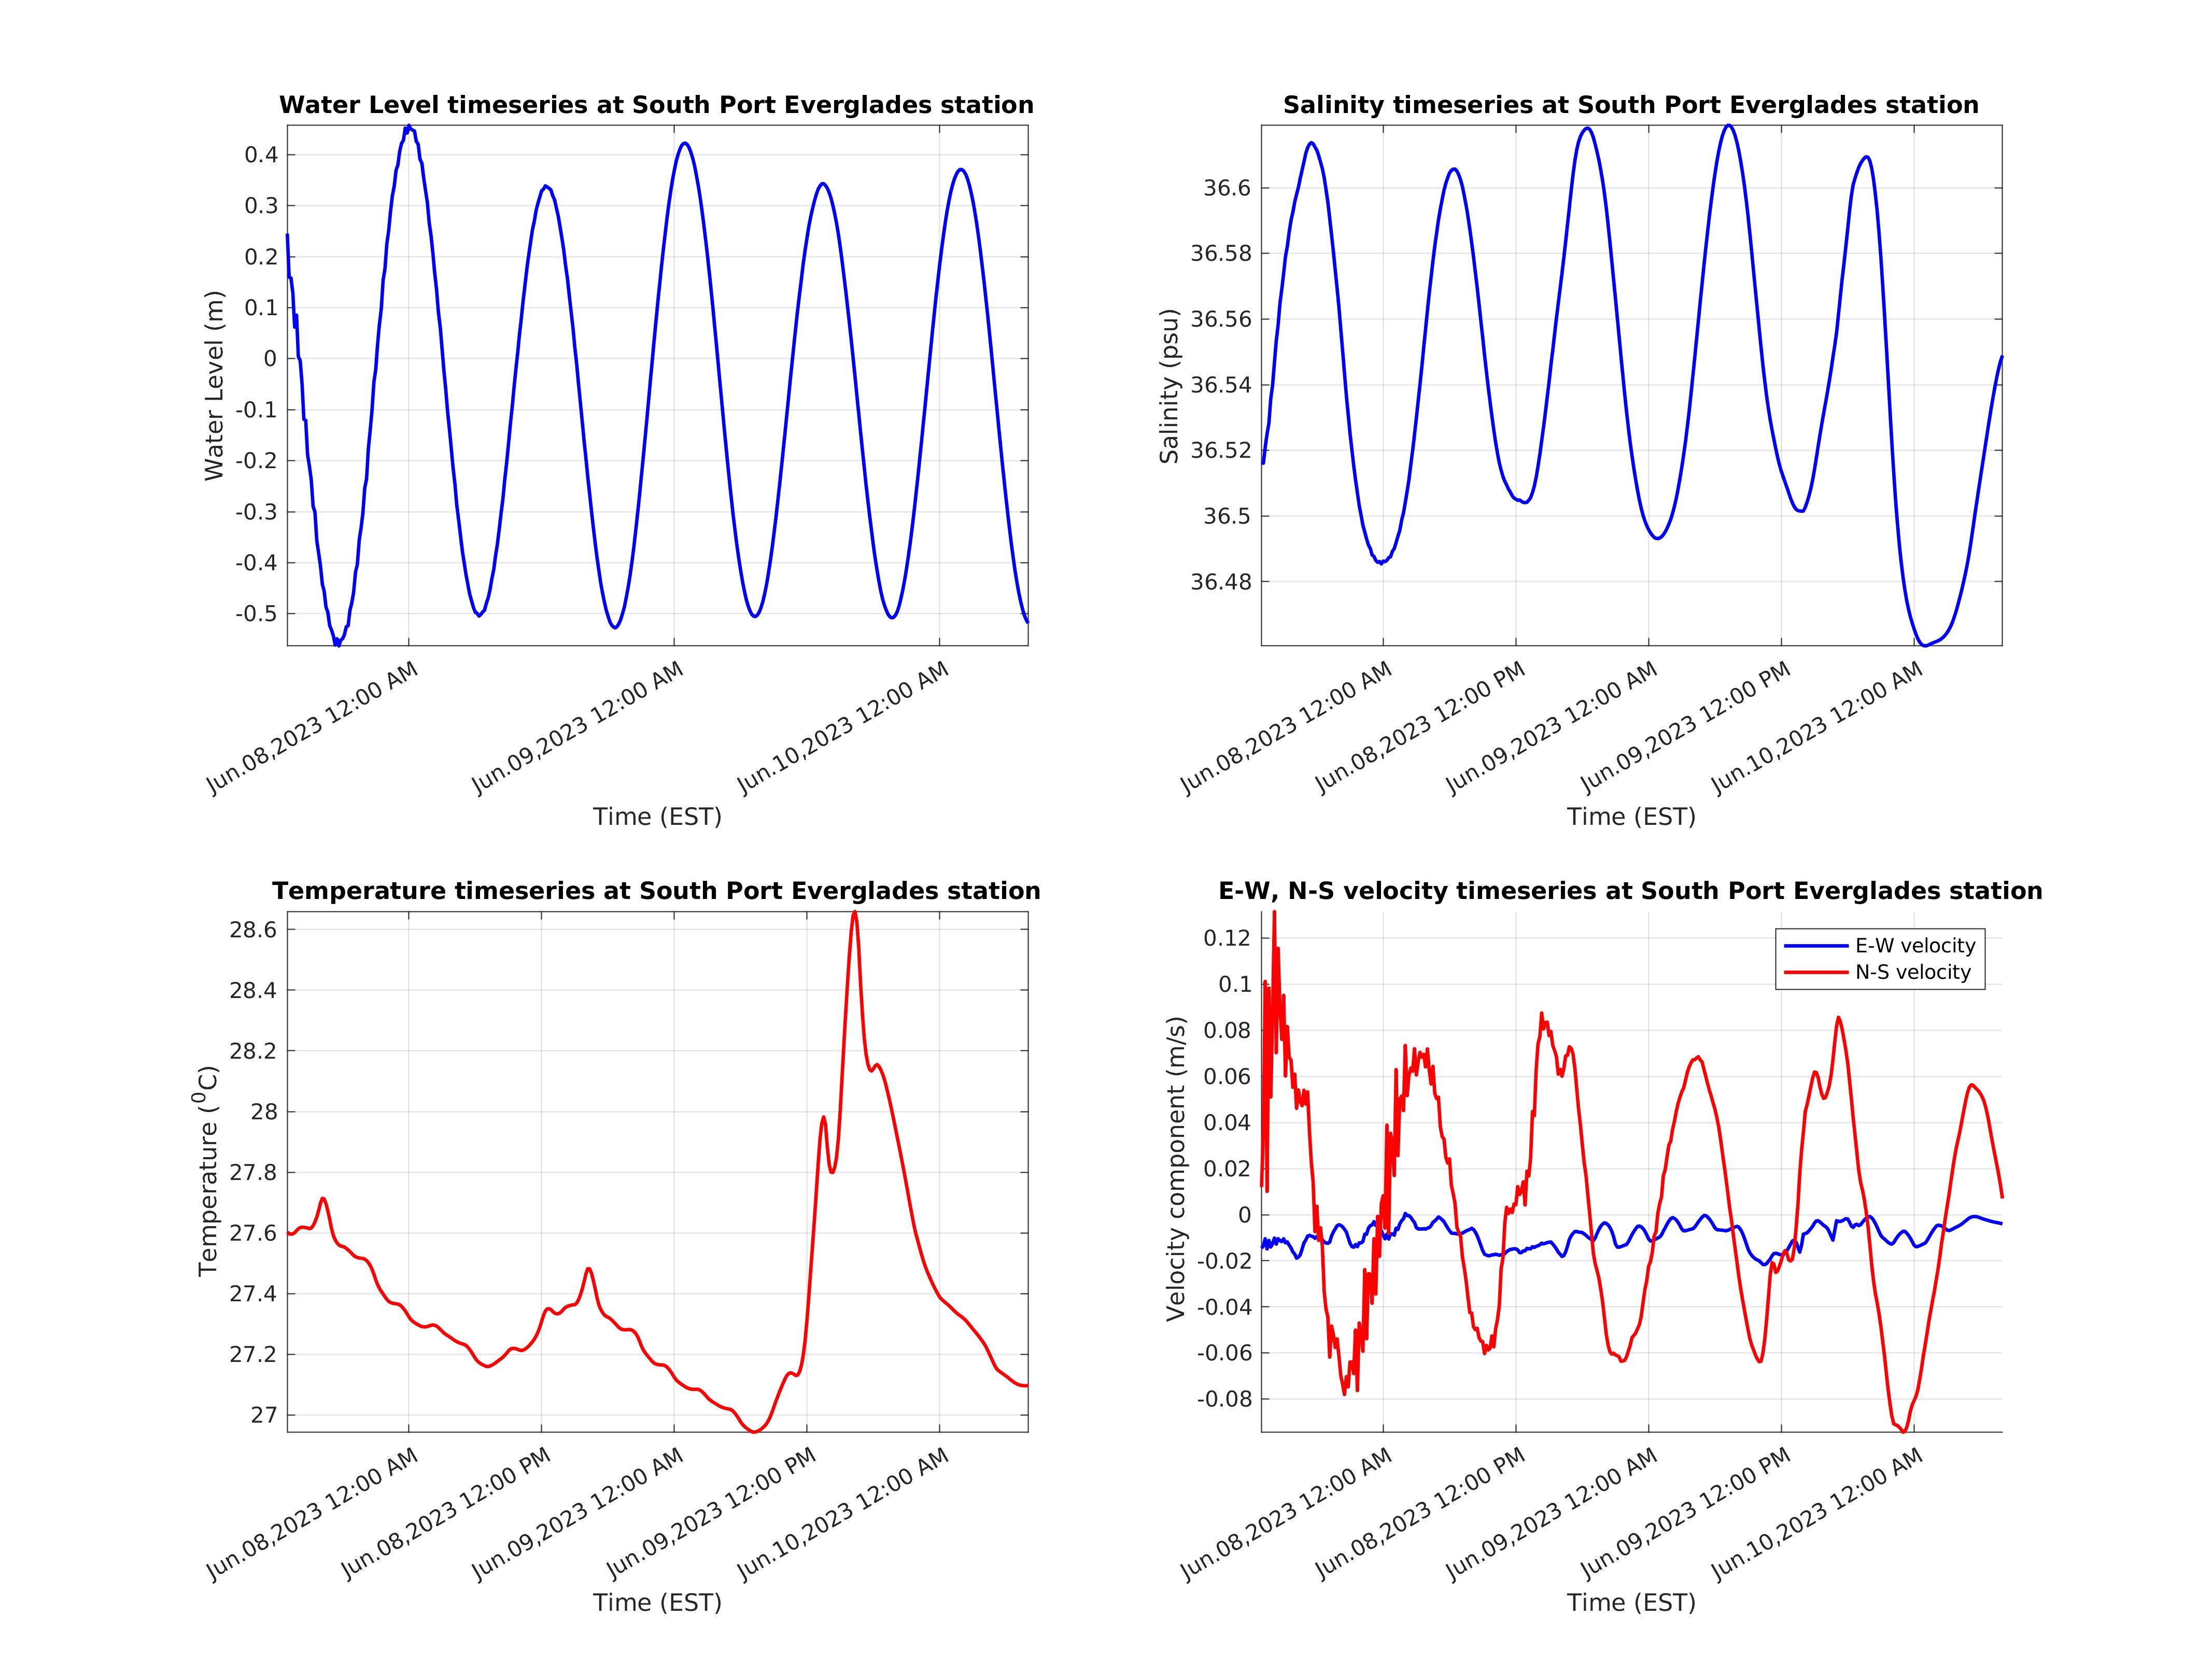 Water Level timeseries at South Port Everglades station
Water Level (m)
0.4
0.3
0.2
0.1
0
-0.1
-0.2
-0.3
-0.4
-0.5
Jun.08,2023 12:00 AM
Jun.09,2023 12:00 AM
Jun.10,2023 12:00 AM
Time (EST)
Salinity timeseries at South Port Everglades station
Salinity (psu)
36.6
36.58
36.56
36.54
36.52
36.5
36.48
Jun.08,2023 12:00 AM
Jun.08,2023 12:00 PM
Jun.09,2023 12:00 AM
Jun.09,2023 12:00 PM
Jun.10,2023 12:00 AM
Time (EST)
Temperature timeseries at South Port Everglades station
Temperature (⁰C)
28.6
28.4
28.2
28
27.8
27.6
27.4
27.2
27
Jun.08,2023 12:00 AM
Jun.08,2023 12:00 PM
Jun.09,2023 12:00 AM
Jun.09,2023 12:00 PM
Jun.10,2023 12:00 AM
Time (EST)
E-W, N-S velocity timeseries at South Port Everglades station
Velocity component (m/s)
0.12
0.1
0.08
0.06
0.04
0.02
0
-0.02
-0.04
-0.06
-0.08
E-W velocity
N-S velocity
Jun.08,2023 12:00 AM
Jun.08,2023 12:00 PM
Jun.09,2023 12:00 AM
Jun.09,2023 12:00 PM
Jun.10,2023 12:00 AM
Time (EST)